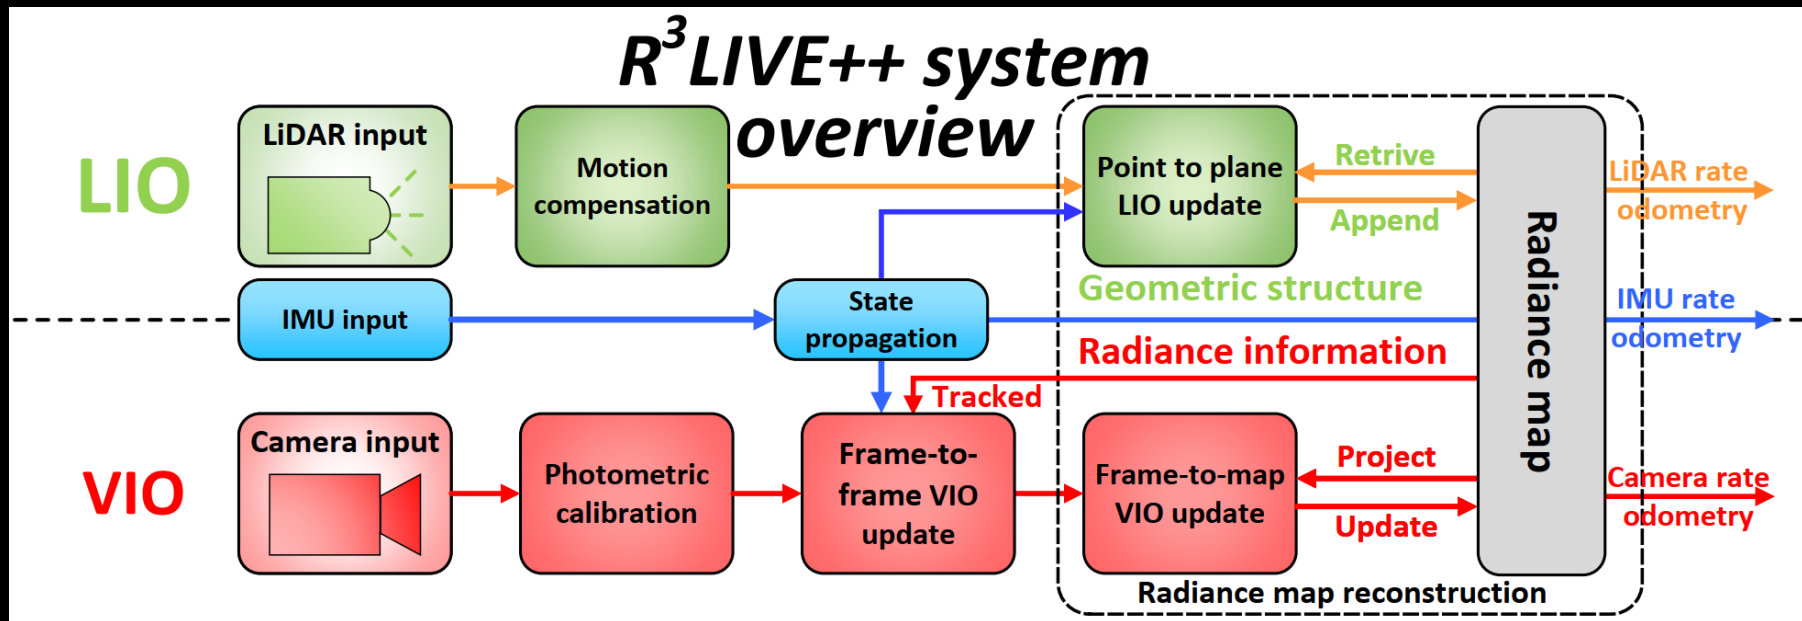 R³LIVE++ system
overview
LIO
LiDAR input
Motion
compensation
Point to plane
LIO update
Retrive
Append
Radiance map
LiDAR rate
odometry
Geometric structure
IMU input
State
propagation
IMU rate
odometry
Radiance information
Tracked
VIO
Camera input
Photometric
calibration
Frame-to-
frame VIO
update
Frame-to-map
VIO update
Project
Update
Camera rate
odometry
Radiance map reconstruction